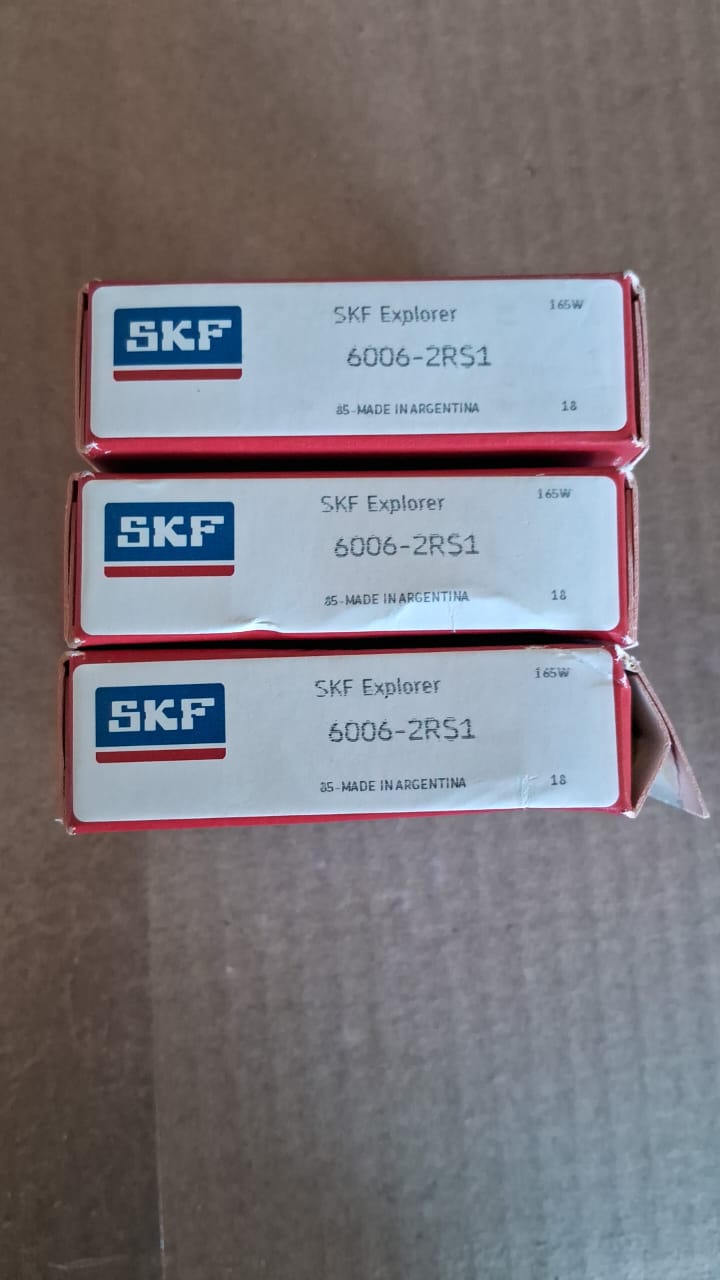 165W
SKF SKF Explorer
6006-2RS1
85-MADE IN ARGENTINA 18
165W
SKF SKF Explorer
6006-2RS1
85-MADE IN ARGENTINA 18
165W
SKF SKF Explorer
6006-2RS1
85-MADE IN ARGENTINA 18